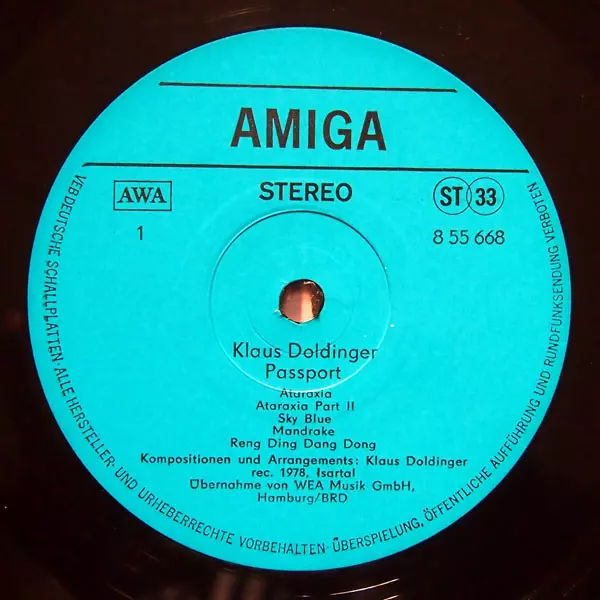 AMIGA
AWA
STEREO
ST 33
1
8 55 668
Klaus Doldinger
Passport
Ataraxia
Ataraxia Part II
Sky Blue
Mandrake
Reng Ding Dang Dong
Kompositionen und Arrangements: Klaus Doldinger
rec. 1978, Isartal
Übernahme von WEA Musik GmbH,
Hamburg/BRD
VEB DEUTSCHE SCHALLPLATTEN · ALLE HERSTELLER- UND URHEBERRECHTE VORBEHALTEN · ÜBERSPIELUNG, ÖFFENTLICHE AUFFÜHRUNG UND RUNDFUNKSENDUNG VERBOTEN